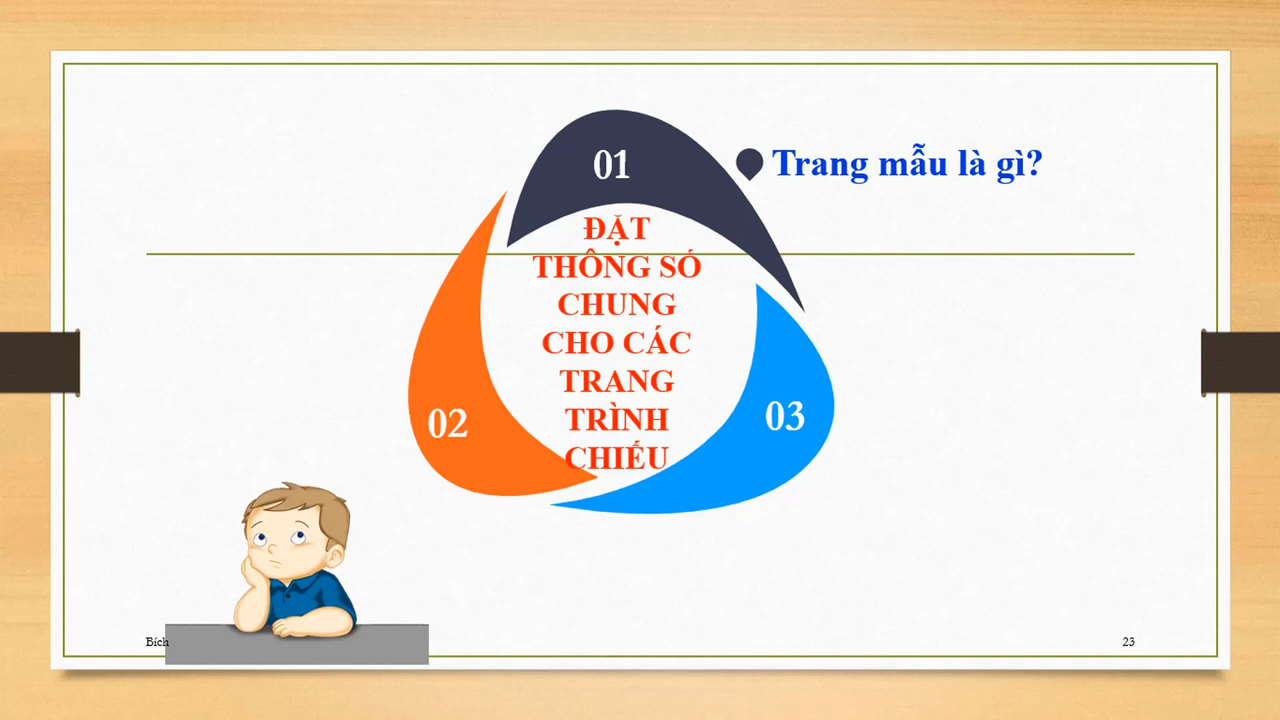 01
Trang mẫu là gì?
ĐẶT
THÔNG SỐ
CHUNG
CHO CÁC
TRANG
TRÌNH
CHIẾU
02
03
Bích
23